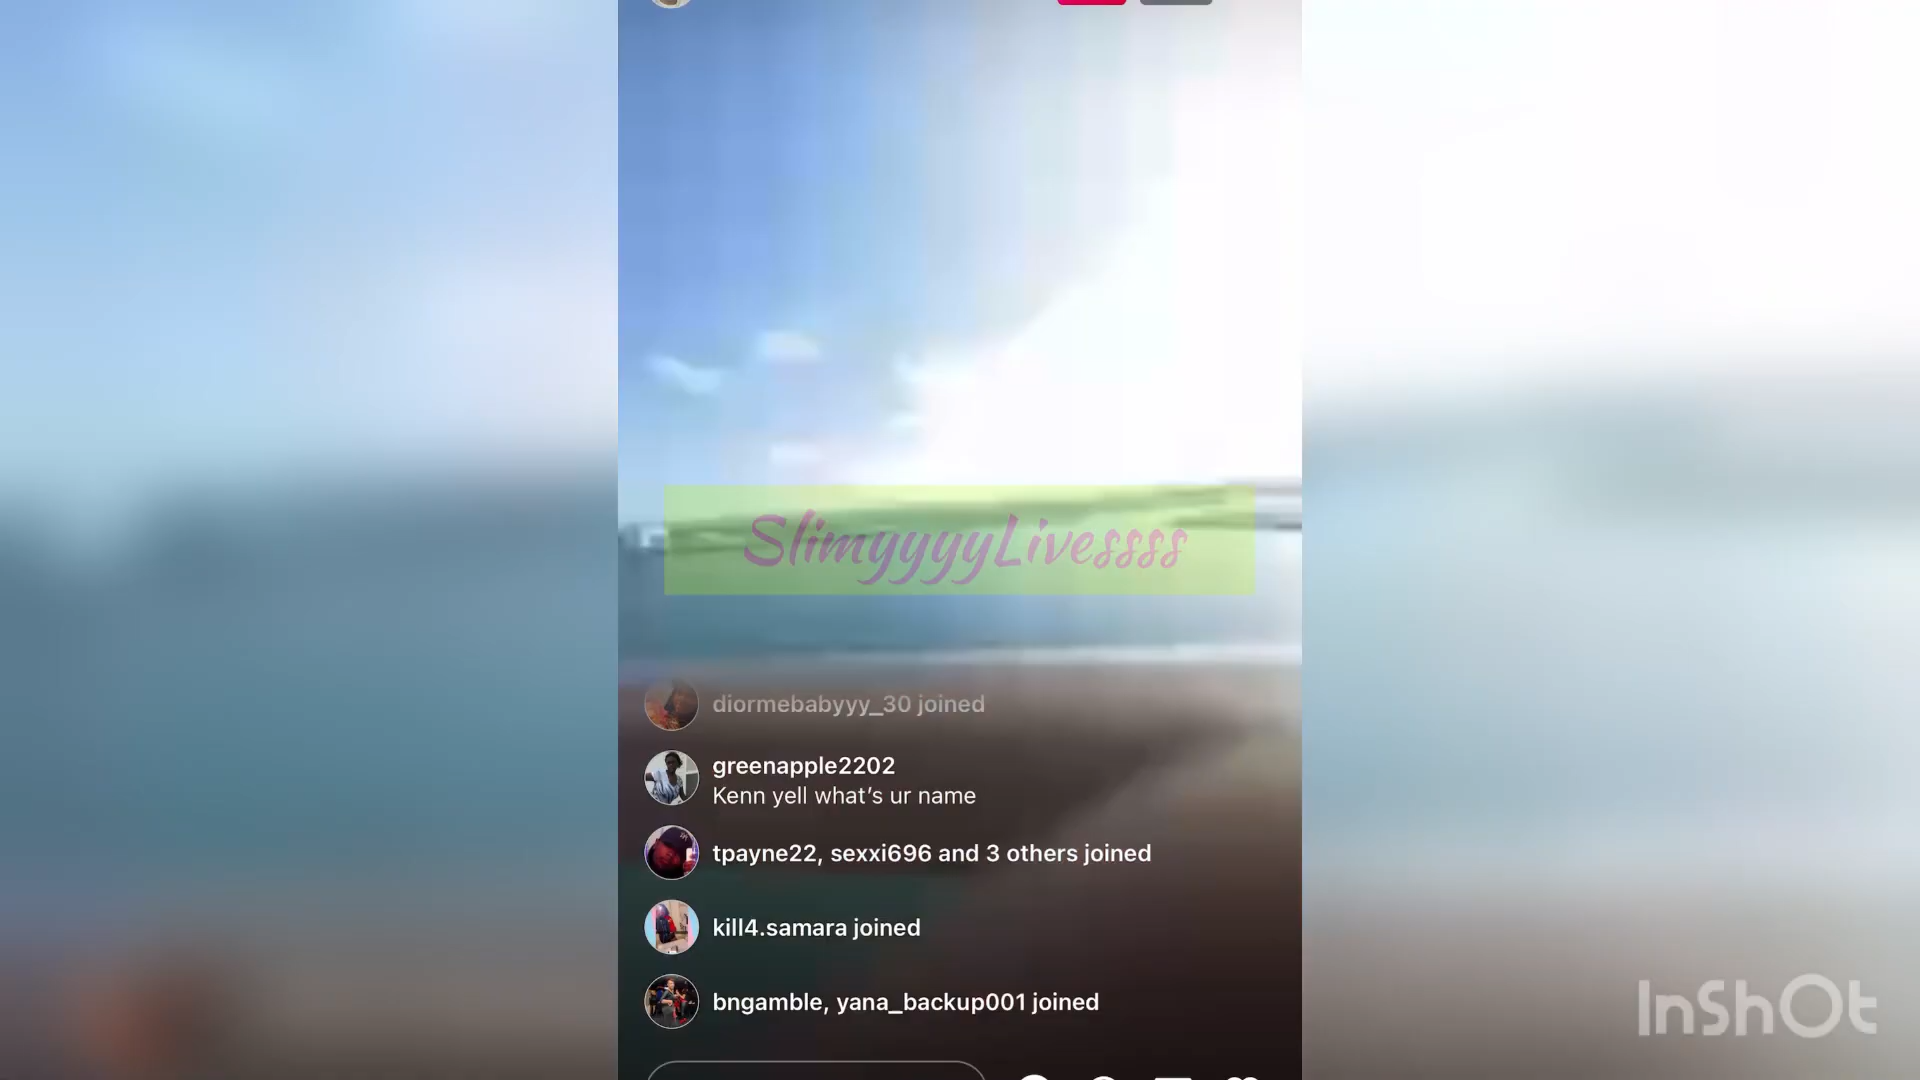 SlimyyyyLivessss
diormebabyyy_30 joined
greenapple2202
Kenn yell what’s ur name
tpayne22, sexxi696 and 3 others joined
kill4.samara joined
bngamble, yana_backup001 joined
InShOt